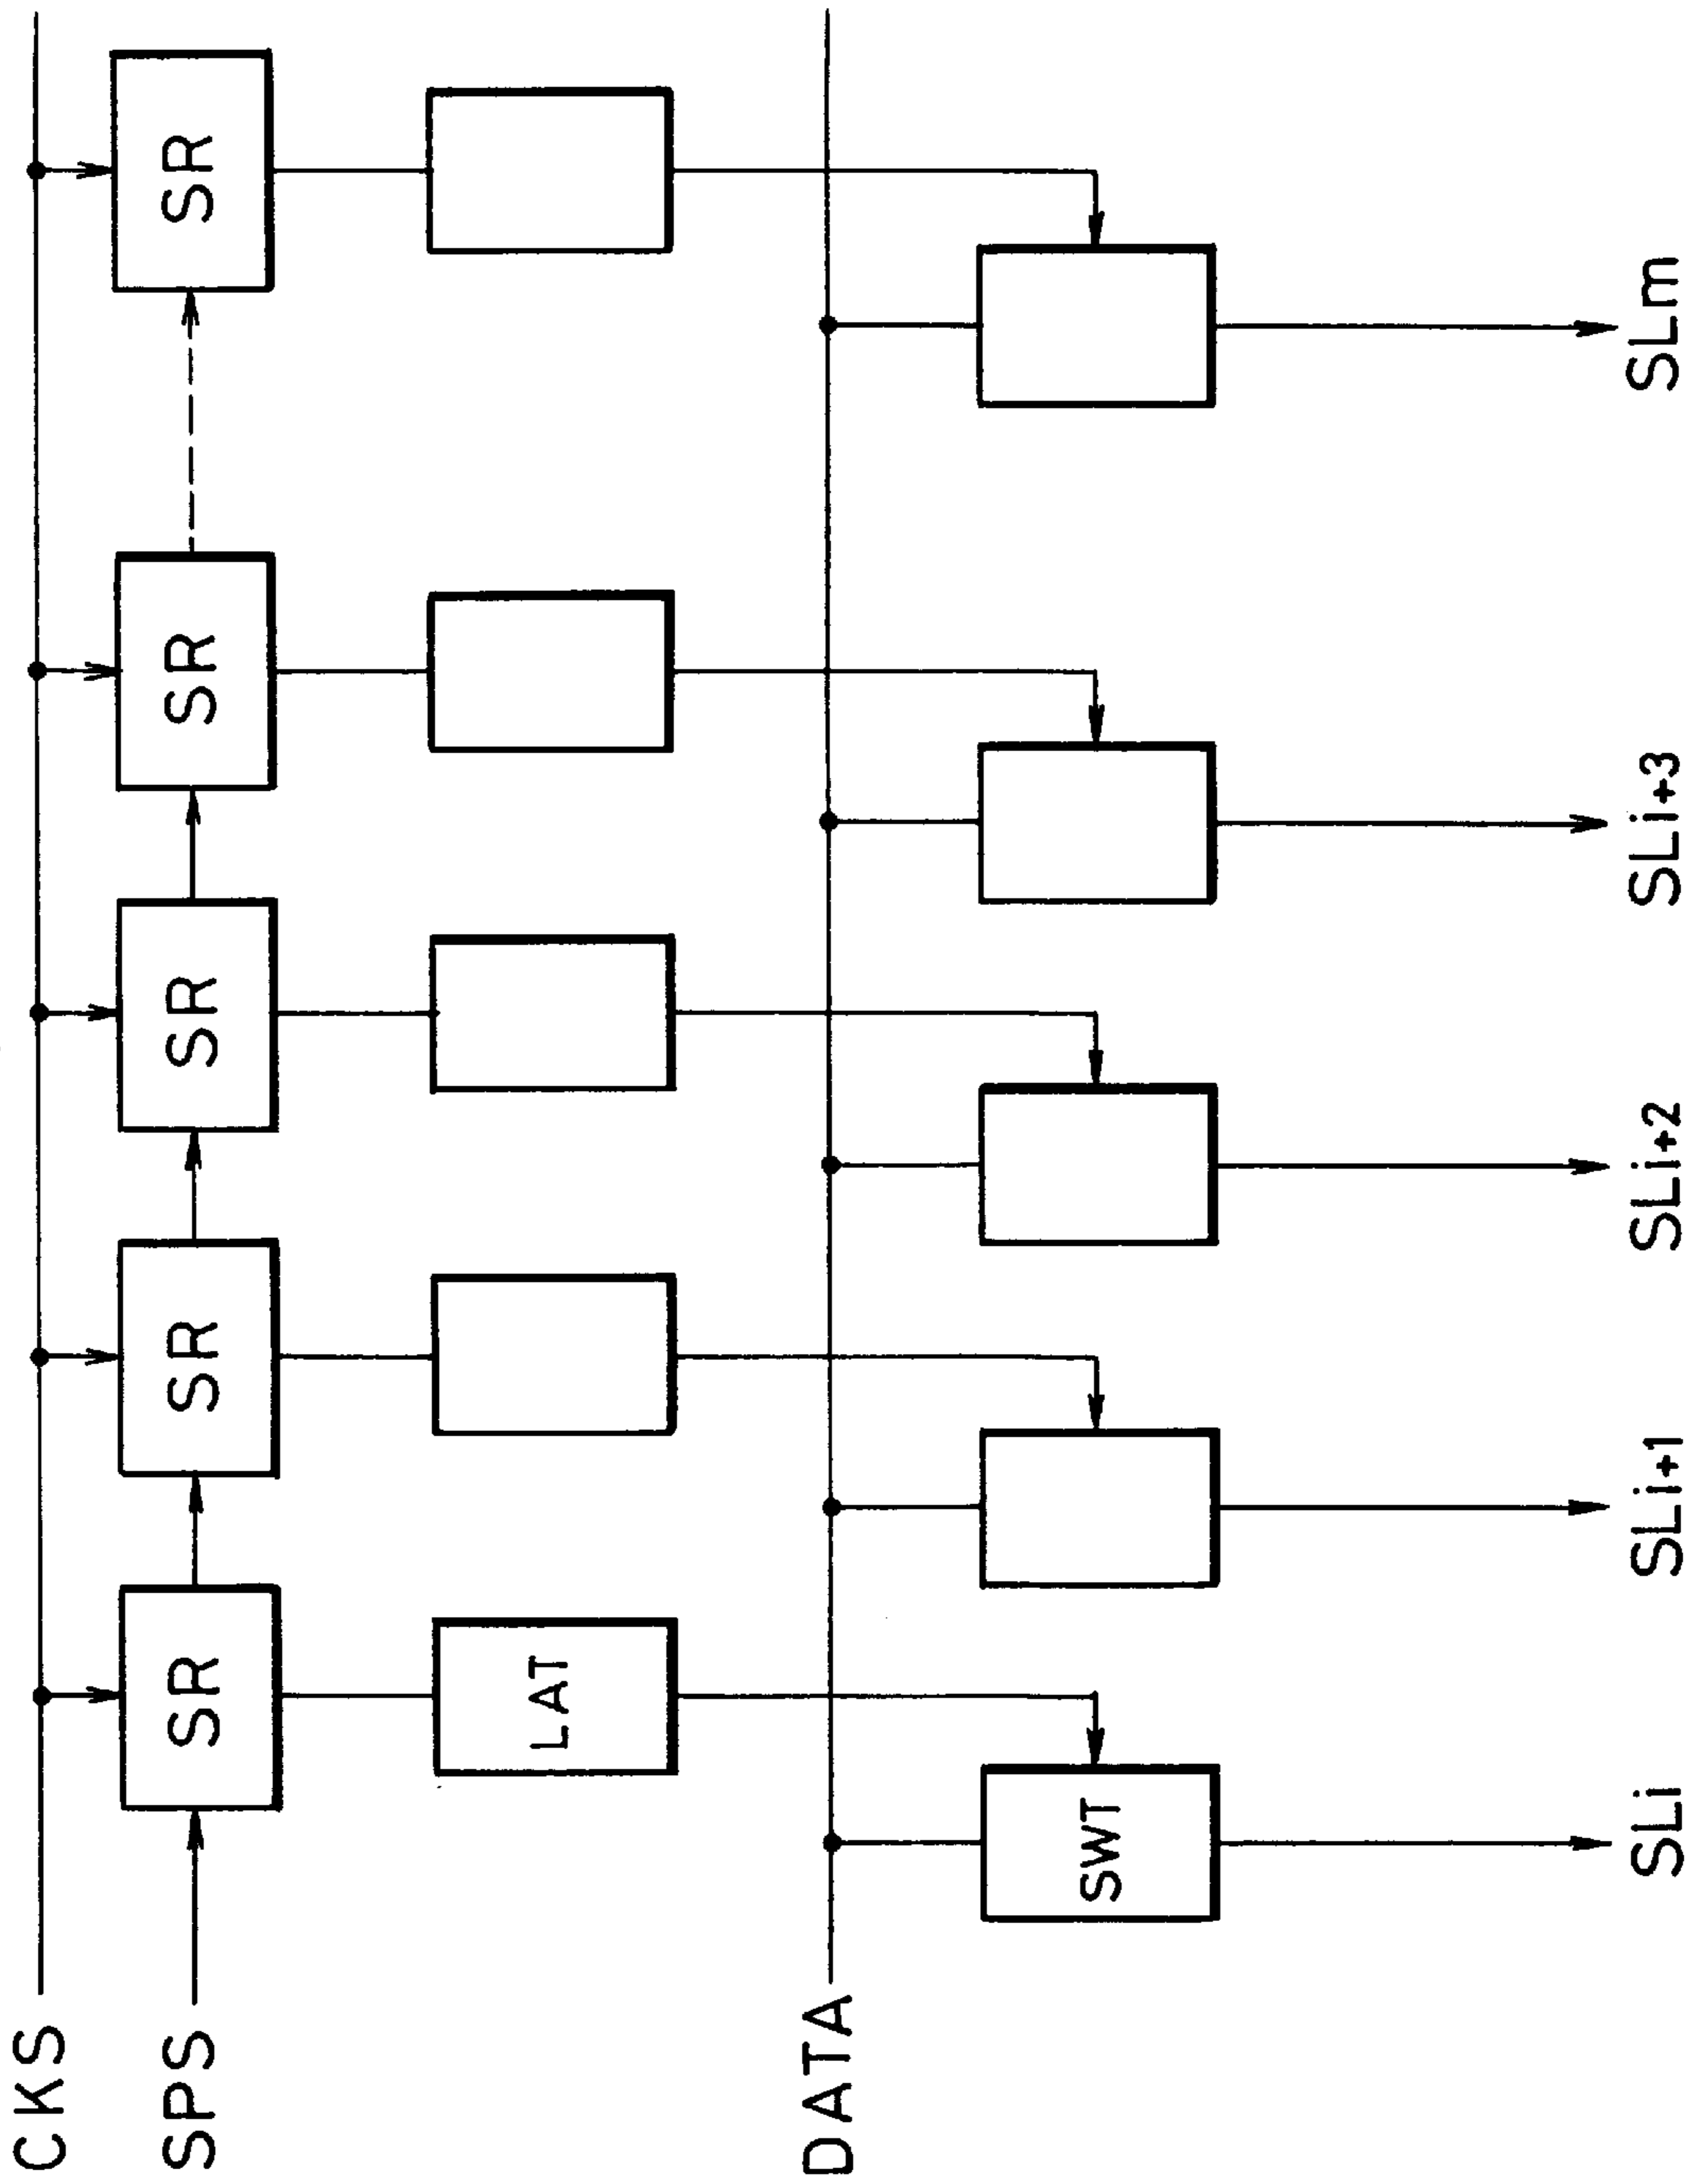 CKS
SPS
SR
SR
SR
SR
SR
LAT
DATA
SWT
SLi
SLi+1
SLi+2
SLi+3
SLm